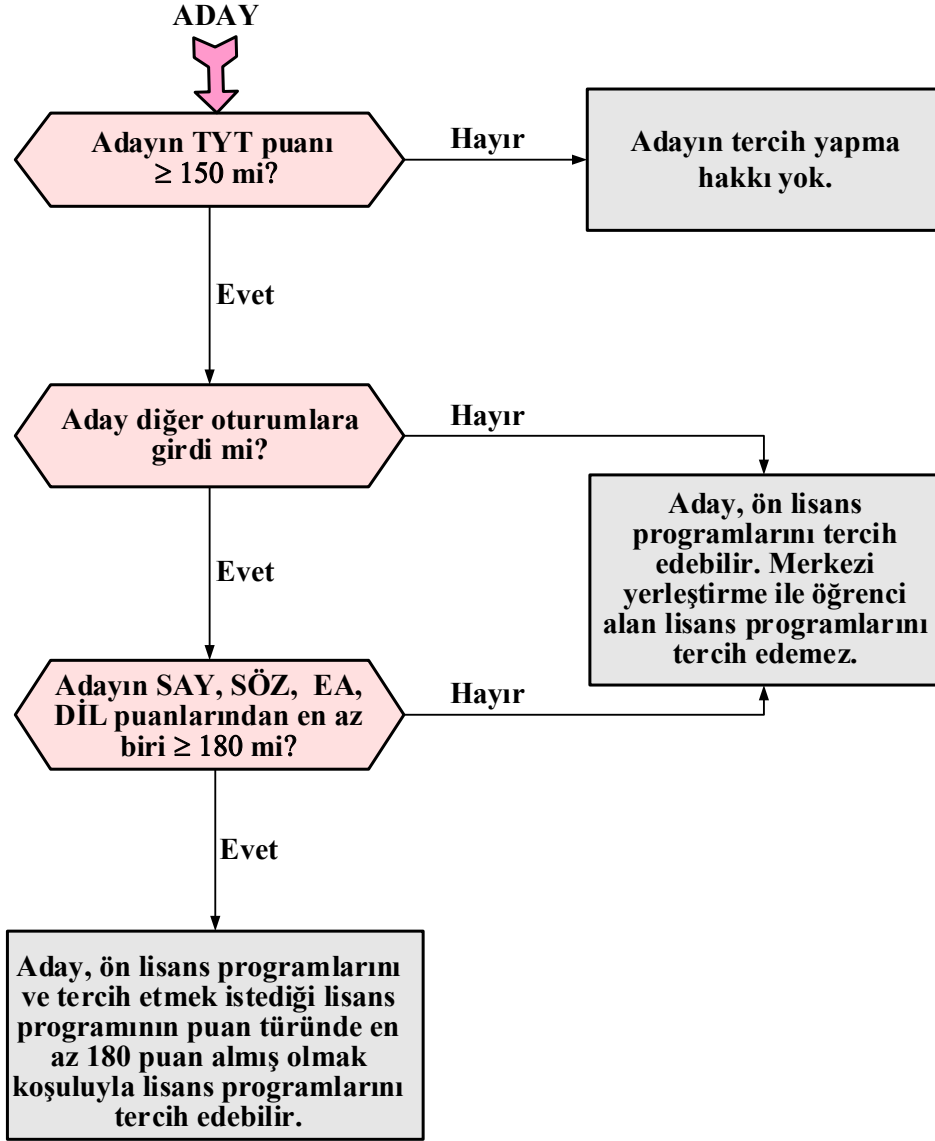 ADAY
Adayın TYT puanı
≥ 150 mi?
Hayır
Adayın tercih yapma
hakkı yok.
Evet
Aday diğer oturumlara
girdi mi?
Hayır
Aday, ön lisans
programlarını tercih
edebilir. Merkezi
yerleştirme ile öğrenci
alan lisans programlarını
tercih edemez.
Evet
Adayın SAY, SÖZ, EA,
DİL puanlarından en az
biri ≥ 180 mi?
Hayır
Evet
Aday, ön lisans programlarını
ve tercih etmek istediği lisans
programının puan türünde en
az 180 puan almış olmak
koşuluyla lisans programlarını
tercih edebilir.